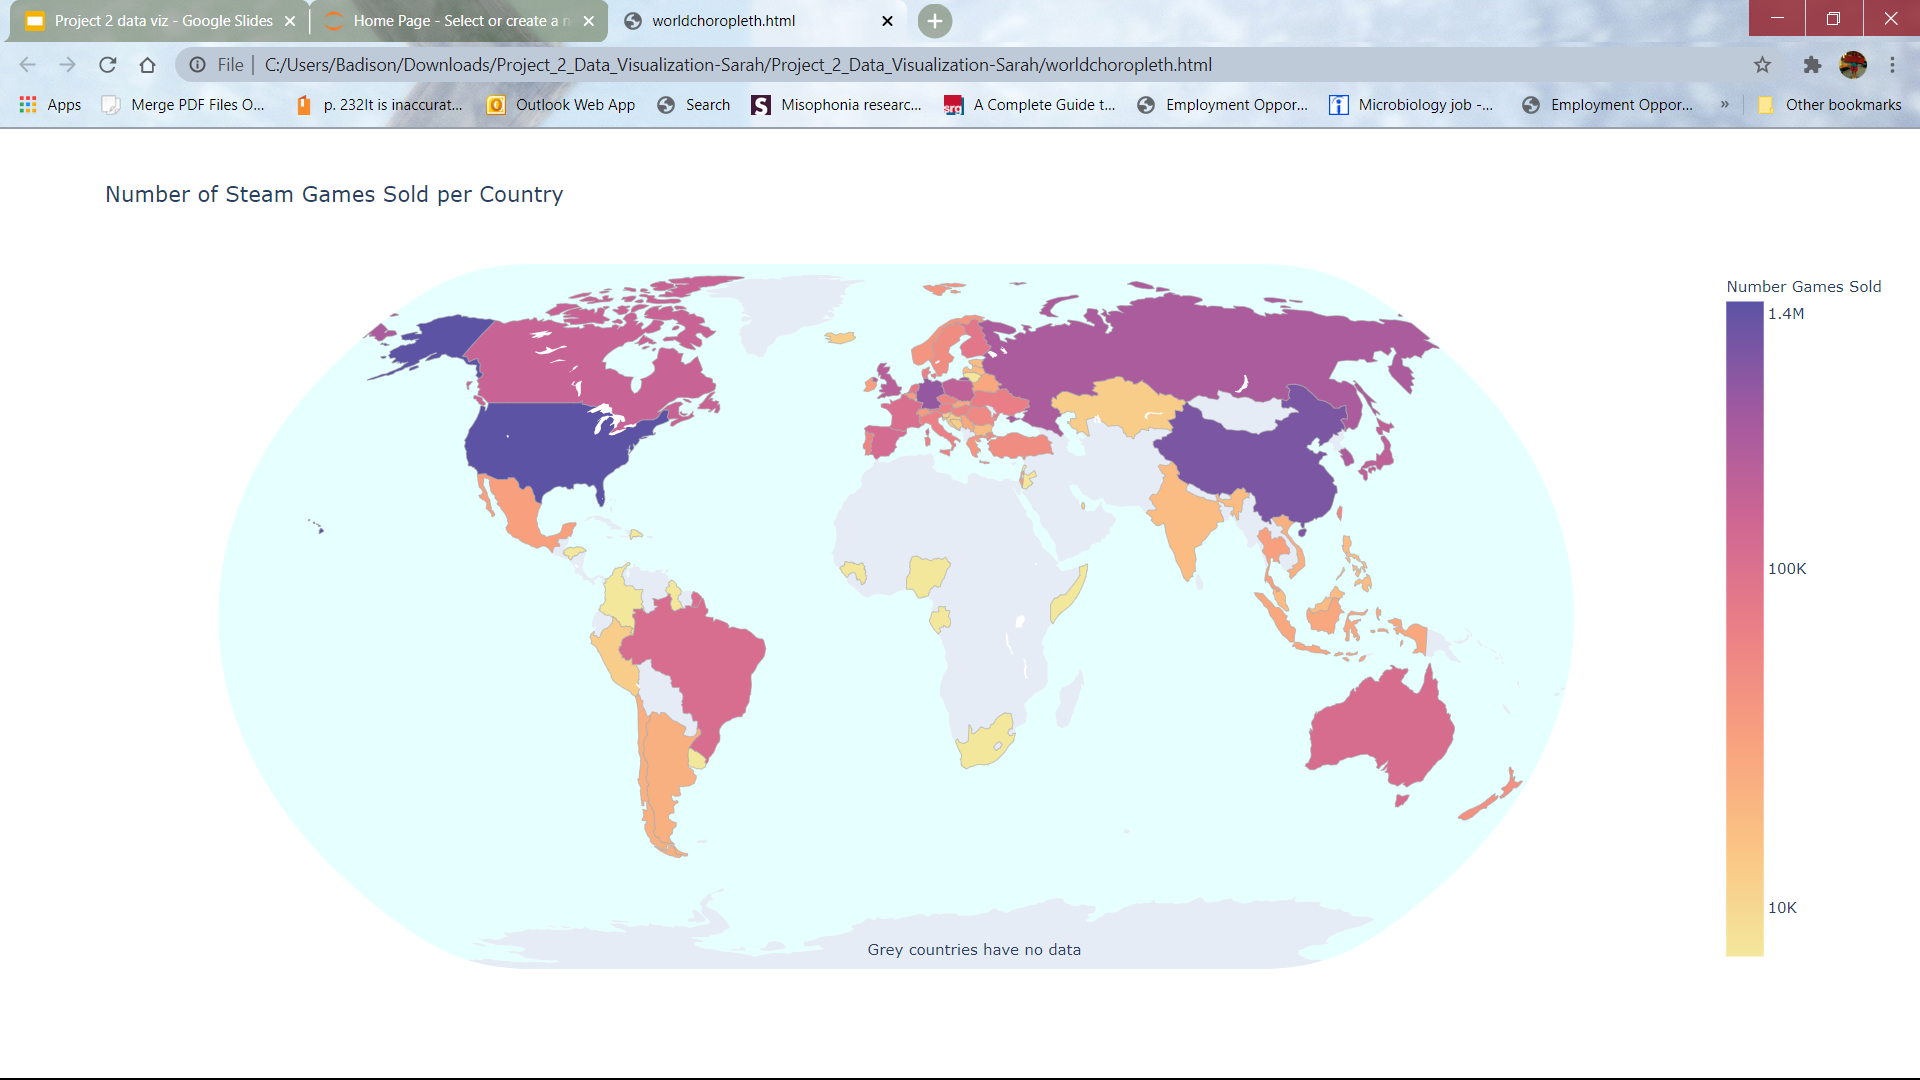 Project 2 data viz - Google Slides
Home Page - Select or create a n
worldchoropleth.html
File | C:/Users/Badison/Downloads/Project_2_Data_Visualization-Sarah/Project_2_Data_Visualization-Sarah/worldchoropleth.html
Apps
Merge PDF Files O...
p. 232It is inaccurat...
Outlook Web App
Search
S
Misophonia researc...
srg
A Complete Guide t...
Employment Oppor...
Microbiology job -...
Employment Oppor...
»
Other bookmarks
Number of Steam Games Sold per Country
Number Games Sold
1.4M
100K
10K
Grey countries have no data